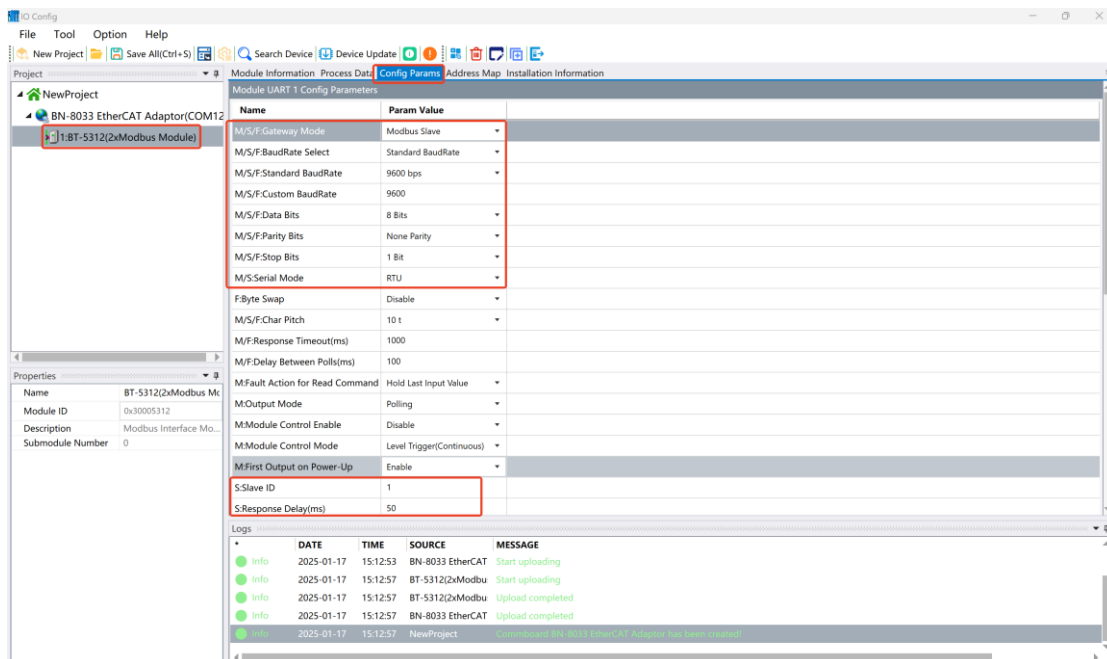 IO Config
File Tool Option Help
New Project Save All(Ctrl+S) Search Device Device Update
Project
NewProject
BN-8033 EtherCAT Adaptor(COM12
1:BT-5312(2xModbus Module)
Properties
Name BT-5312(2xModbus Mc
Module ID 0x30005312
Description Modbus Interface Mo...
Submodule Number 0
Module Information Process Data Config Params Address Map Installation Information
Module UART 1 Config Parameters
Name Param Value
M/S/F:Gateway Mode Modbus Slave
M/S/F:BaudRate Select Standard BaudRate
M/S/F:Standard BaudRate 9600 bps
M/S/F:Custom BaudRate 9600
M/S/F:Data Bits 8 Bits
M/S/F:Parity Bits None Parity
M/S/F:Stop Bits 1 Bit
M/S:Serial Mode RTU
F:Byte Swap Disable
M/S/F:Char Pitch 10 t
M/F:Response Timeout(ms) 1000
M/F:Delay Between Polls(ms) 100
M:Fault Action for Read Command Hold Last Input Value
M:Output Mode Polling
M:Module Control Enable Disable
M:Module Control Mode Level Trigger(Continuous)
M:First Output on Power-Up Enable
S:Slave ID 1
S:Response Delay(ms) 50
Logs
* DATE TIME SOURCE MESSAGE
Info 2025-01-17 15:12:53 BN-8033 EtherCAT Start uploading
Info 2025-01-17 15:12:57 BT-5312(2xModbu: Start uploading
Info 2025-01-17 15:12:57 BT-5312(2xModbu: Upload completed
Info 2025-01-17 15:12:57 BN-8033 EtherCAT Upload completed
Info 2025-01-17 15:12:57 NewProject Commboard BN-8033 EtherCAT Adaptor has been created!